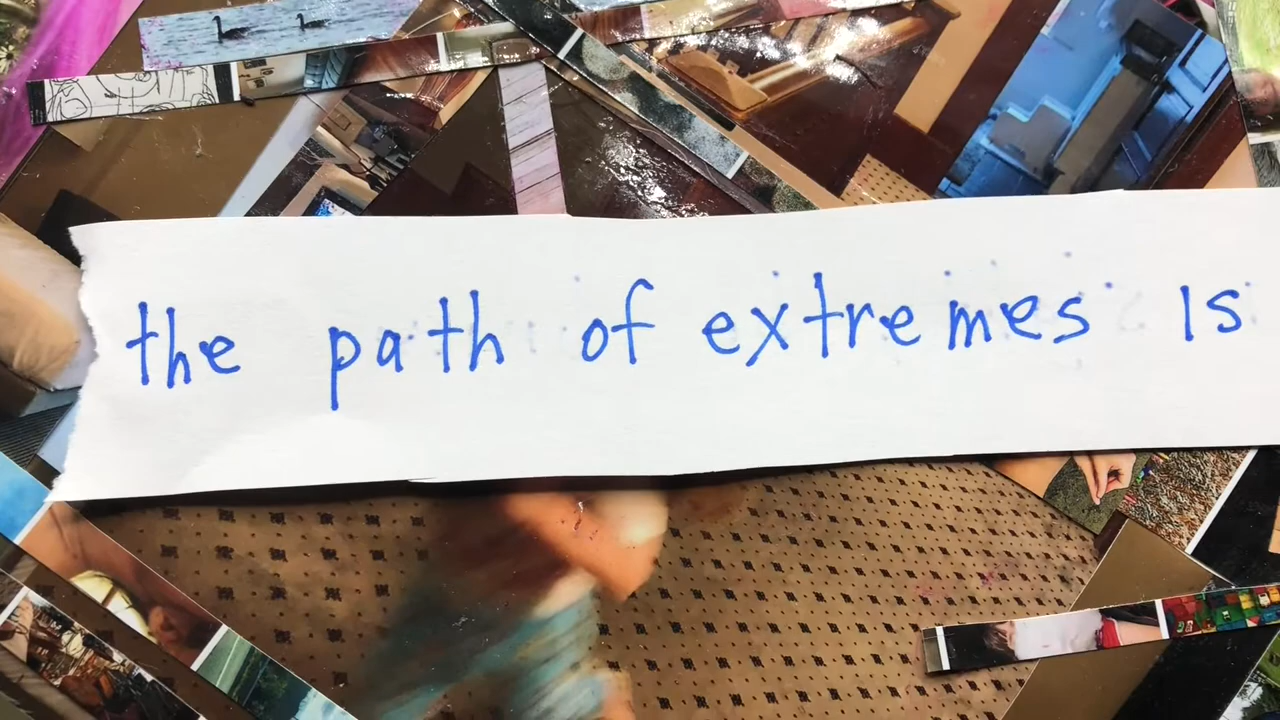 the path of extremes is